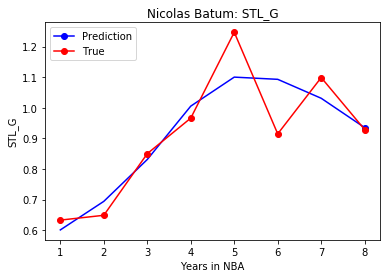 Nicolas Batum: STL_G
Prediction
True
1.2
1.1
1.0
0.9
0.8
0.7
0.6
STL_G
1 2 3 4 5 6 7 8
Years in NBA